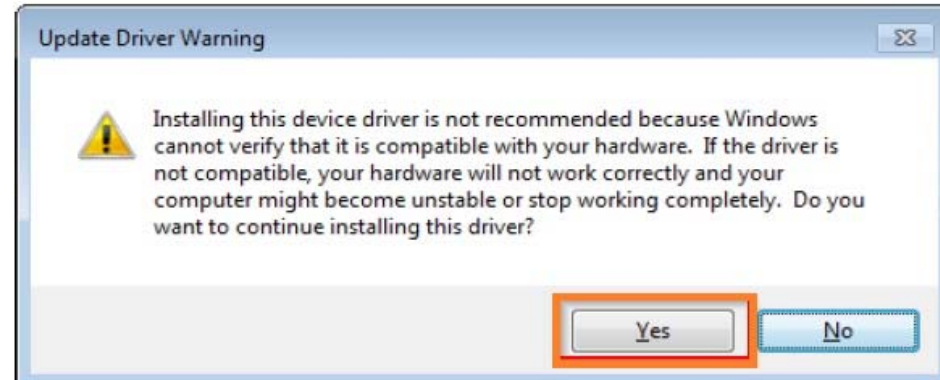 Update Driver Warning
Installing this device driver is not recommended because Windows
cannot verify that it is compatible with your hardware. If the driver is
not compatible, your hardware will not work correctly and your
computer might become unstable or stop working completely. Do you
want to continue installing this driver?
Yes No